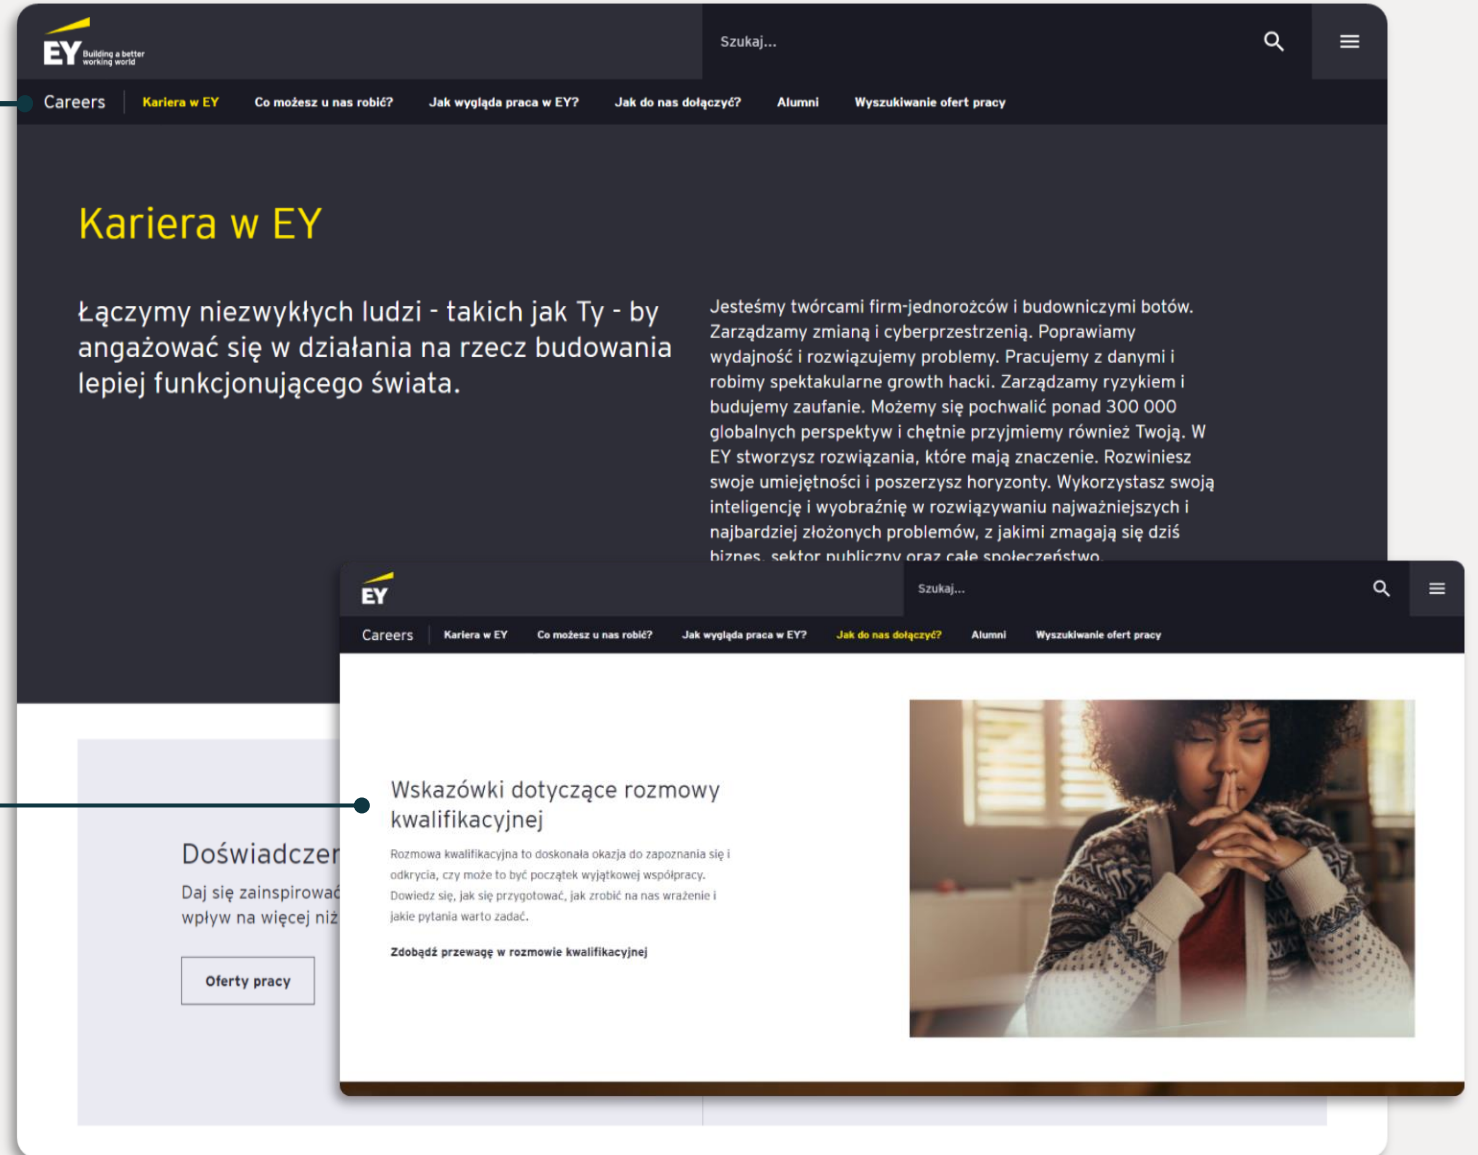 EY Building a better
working world
Szukaj...
Careers Kariera w EY Co możesz u nas robić? Jak wygląda praca w EY? Jak do nas dołączyć? Alumni Wyszukiwanie ofert pracy
Kariera w EY
Łączymy niezwykłych ludzi - takich jak Ty - by
angażować się w działania na rzecz budowania
lepiej funkcjonującego świata.
Jesteśmy twórcami firm-jednorożców i budowniczymi botów.
Zarządzamy zmianą i cyberprzestrzenią. Poprawiamy
wydajność i rozwiązujemy problemy. Pracujemy z danymi i
robimy spektakularne growth hacki. Zarządzamy ryzykiem i
budujemy zaufanie. Możemy się pochwalić ponad 300 000
globalnych perspektyw i chętnie przyjmiemy również Twoją. W
EY stworzysz rozwiązania, które mają znaczenie. Rozwiniesz
swoje umiejętności i poszerzysz horyzonty. Wykorzystasz swoją
inteligencję i wyobraźnię w rozwiązywaniu najważniejszych i
najbardziej złożonych problemów, z jakimi zmagają się dziś
biznes, sektor publiczny oraz całe społeczeństwo.
Doświadczen
Daj się zainspirować
wpływ na więcej niż
Oferty pracy
EY
Szukaj...
Careers Kariera w EY Co możesz u nas robić? Jak wygląda praca w EY? Jak do nas dołączyć? Alumni Wyszukiwanie ofert pracy
Wskazówki dotyczące rozmowy
kwalifikacyjnej
Rozmowa kwalifikacyjna to doskonała okazja do zapoznania się i
odkrycia, czy może to być początek wyjątkowej współpracy.
Dowiedz się, jak się przygotować, jak zrobić na nas wrażenie i
jakie pytania warto zadać.
Zdobądź przewagę w rozmowie kwalifikacyjnej